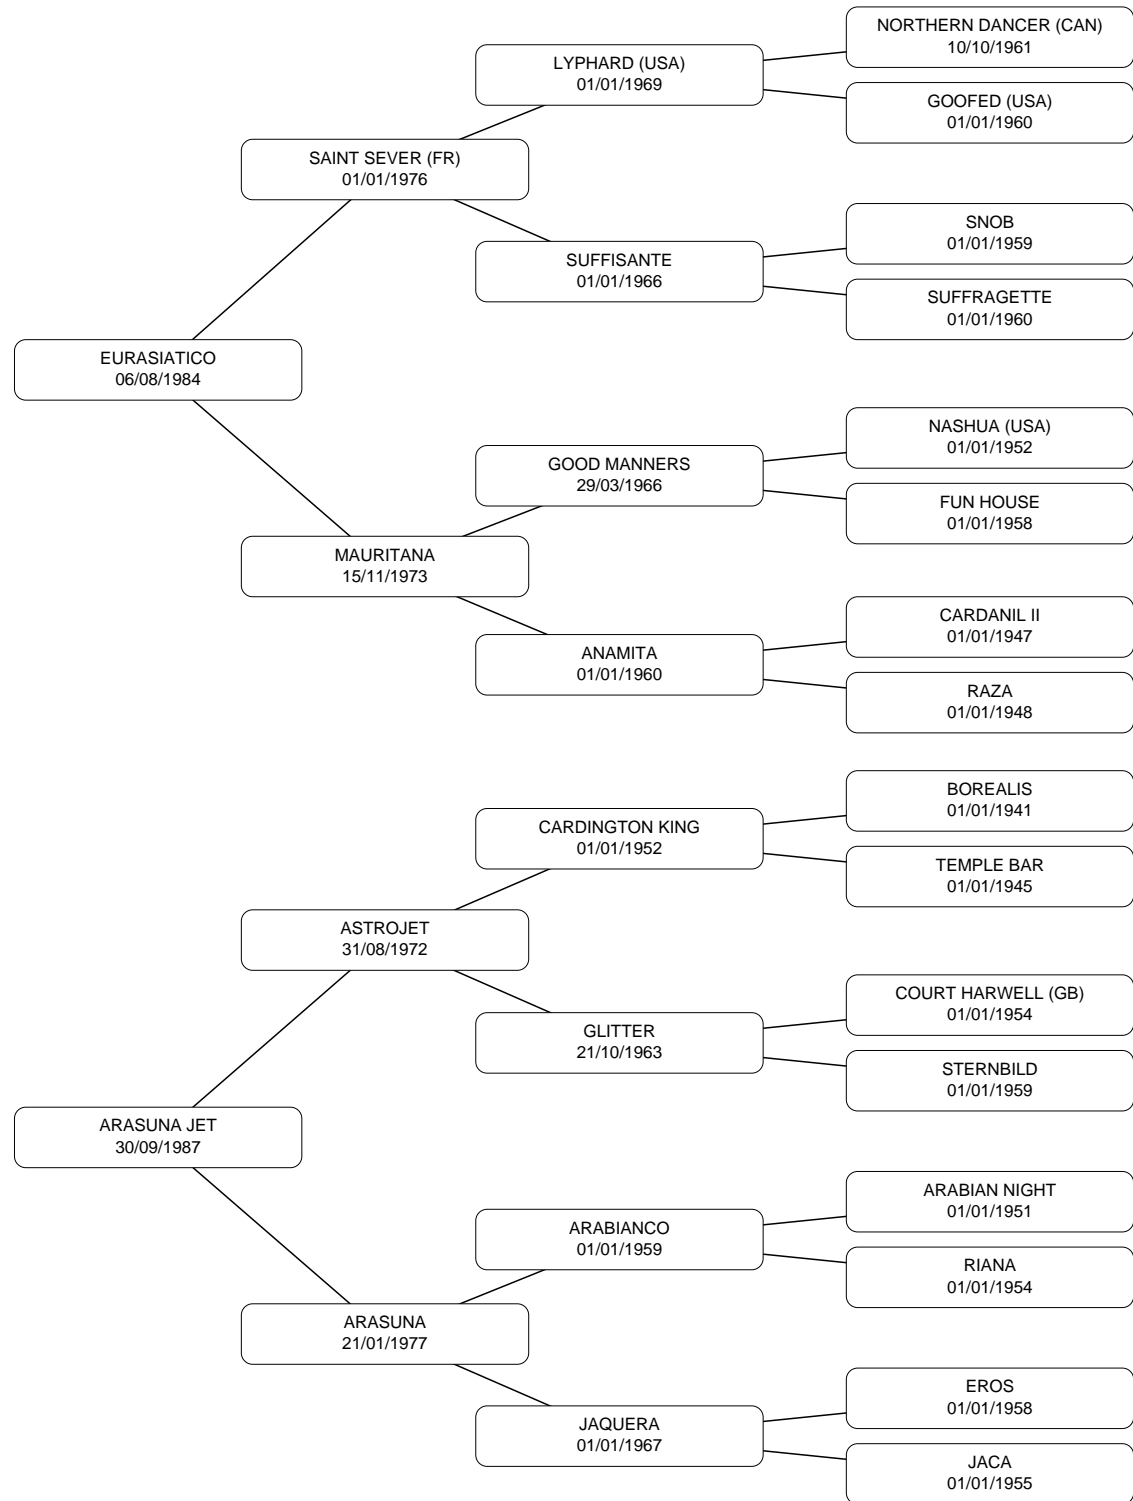 NORTHERN DANCER (CAN)
10/10/1961
LYPHARD (USA)
01/01/1969
GOOFED (USA)
01/01/1960
SAINT SEVER (FR)
01/01/1976
SNOB
01/01/1959
SUFFISANTE
01/01/1966
SUFFRAGETTE
01/01/1960
EURASIATICO
06/08/1984
NASHUA (USA)
01/01/1952
GOOD MANNERS
29/03/1966
FUN HOUSE
01/01/1958
MAURITANA
15/11/1973
CARDANIL II
01/01/1947
ANAMITA
01/01/1960
RAZA
01/01/1948
BOREALIS
01/01/1941
CARDINGTON KING
01/01/1952
TEMPLE BAR
01/01/1945
ASTROJET
31/08/1972
COURT HARWELL (GB)
01/01/1954
GLITTER
21/10/1963
STERNBILD
01/01/1959
ARASUNA JET
30/09/1987
ARABIAN NIGHT
01/01/1951
ARABIANCO
01/01/1959
RIANA
01/01/1954
ARASUNA
21/01/1977
EROS
01/01/1958
JAQUERA
01/01/1967
JACA
01/01/1955